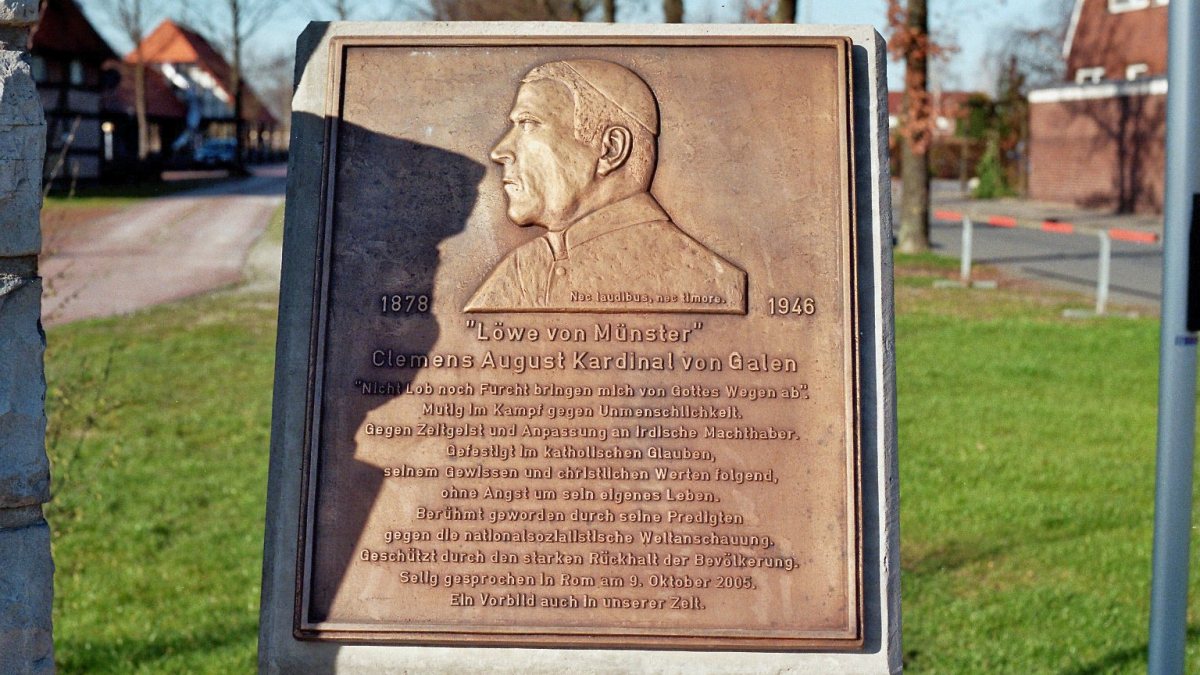 Nec laudibus, nec timore.
1878 1946
"Löwe von Münster"
Clemens August Kardinal von Galen
"Nicht Lob noch Furcht bringen mich von Gottes Wegen ab".
Mutig im Kampf gegen Unmenschlichkeit.
Gegen Zeitgeist und Anpassung an irdische Machthaber.
Gefestigt im katholischen Glauben,
seinem Gewissen und christlichen Werten folgend,
ohne Angst um sein eigenes Leben.
Berühmt geworden durch seine Predigten
gegen die nationalsozialistische Weltanschauung.
Geschützt durch den starken Rückhalt der Bevölkerung.
Selig gesprochen in Rom am 9. Oktober 2005.
Ein Vorbild auch in unserer Zeit.